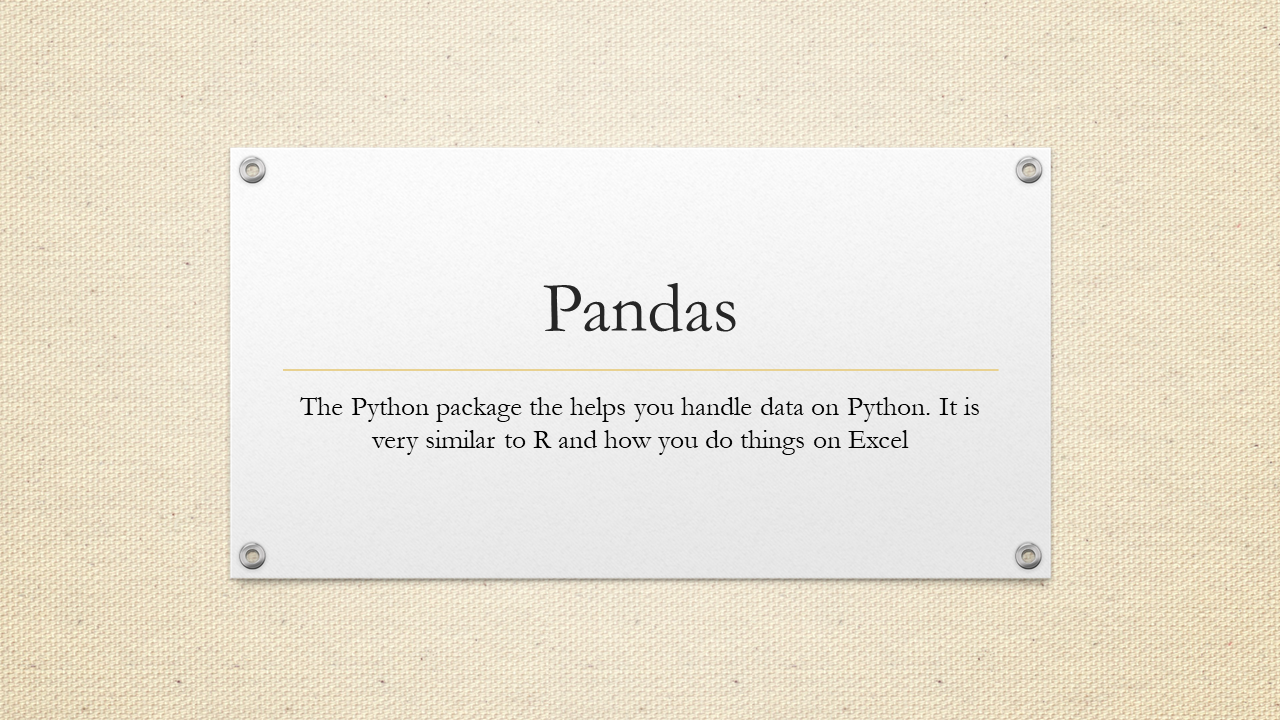 Pandas
The Python package the helps you handle data on Python. It is
very similar to R and how you do things on Excel